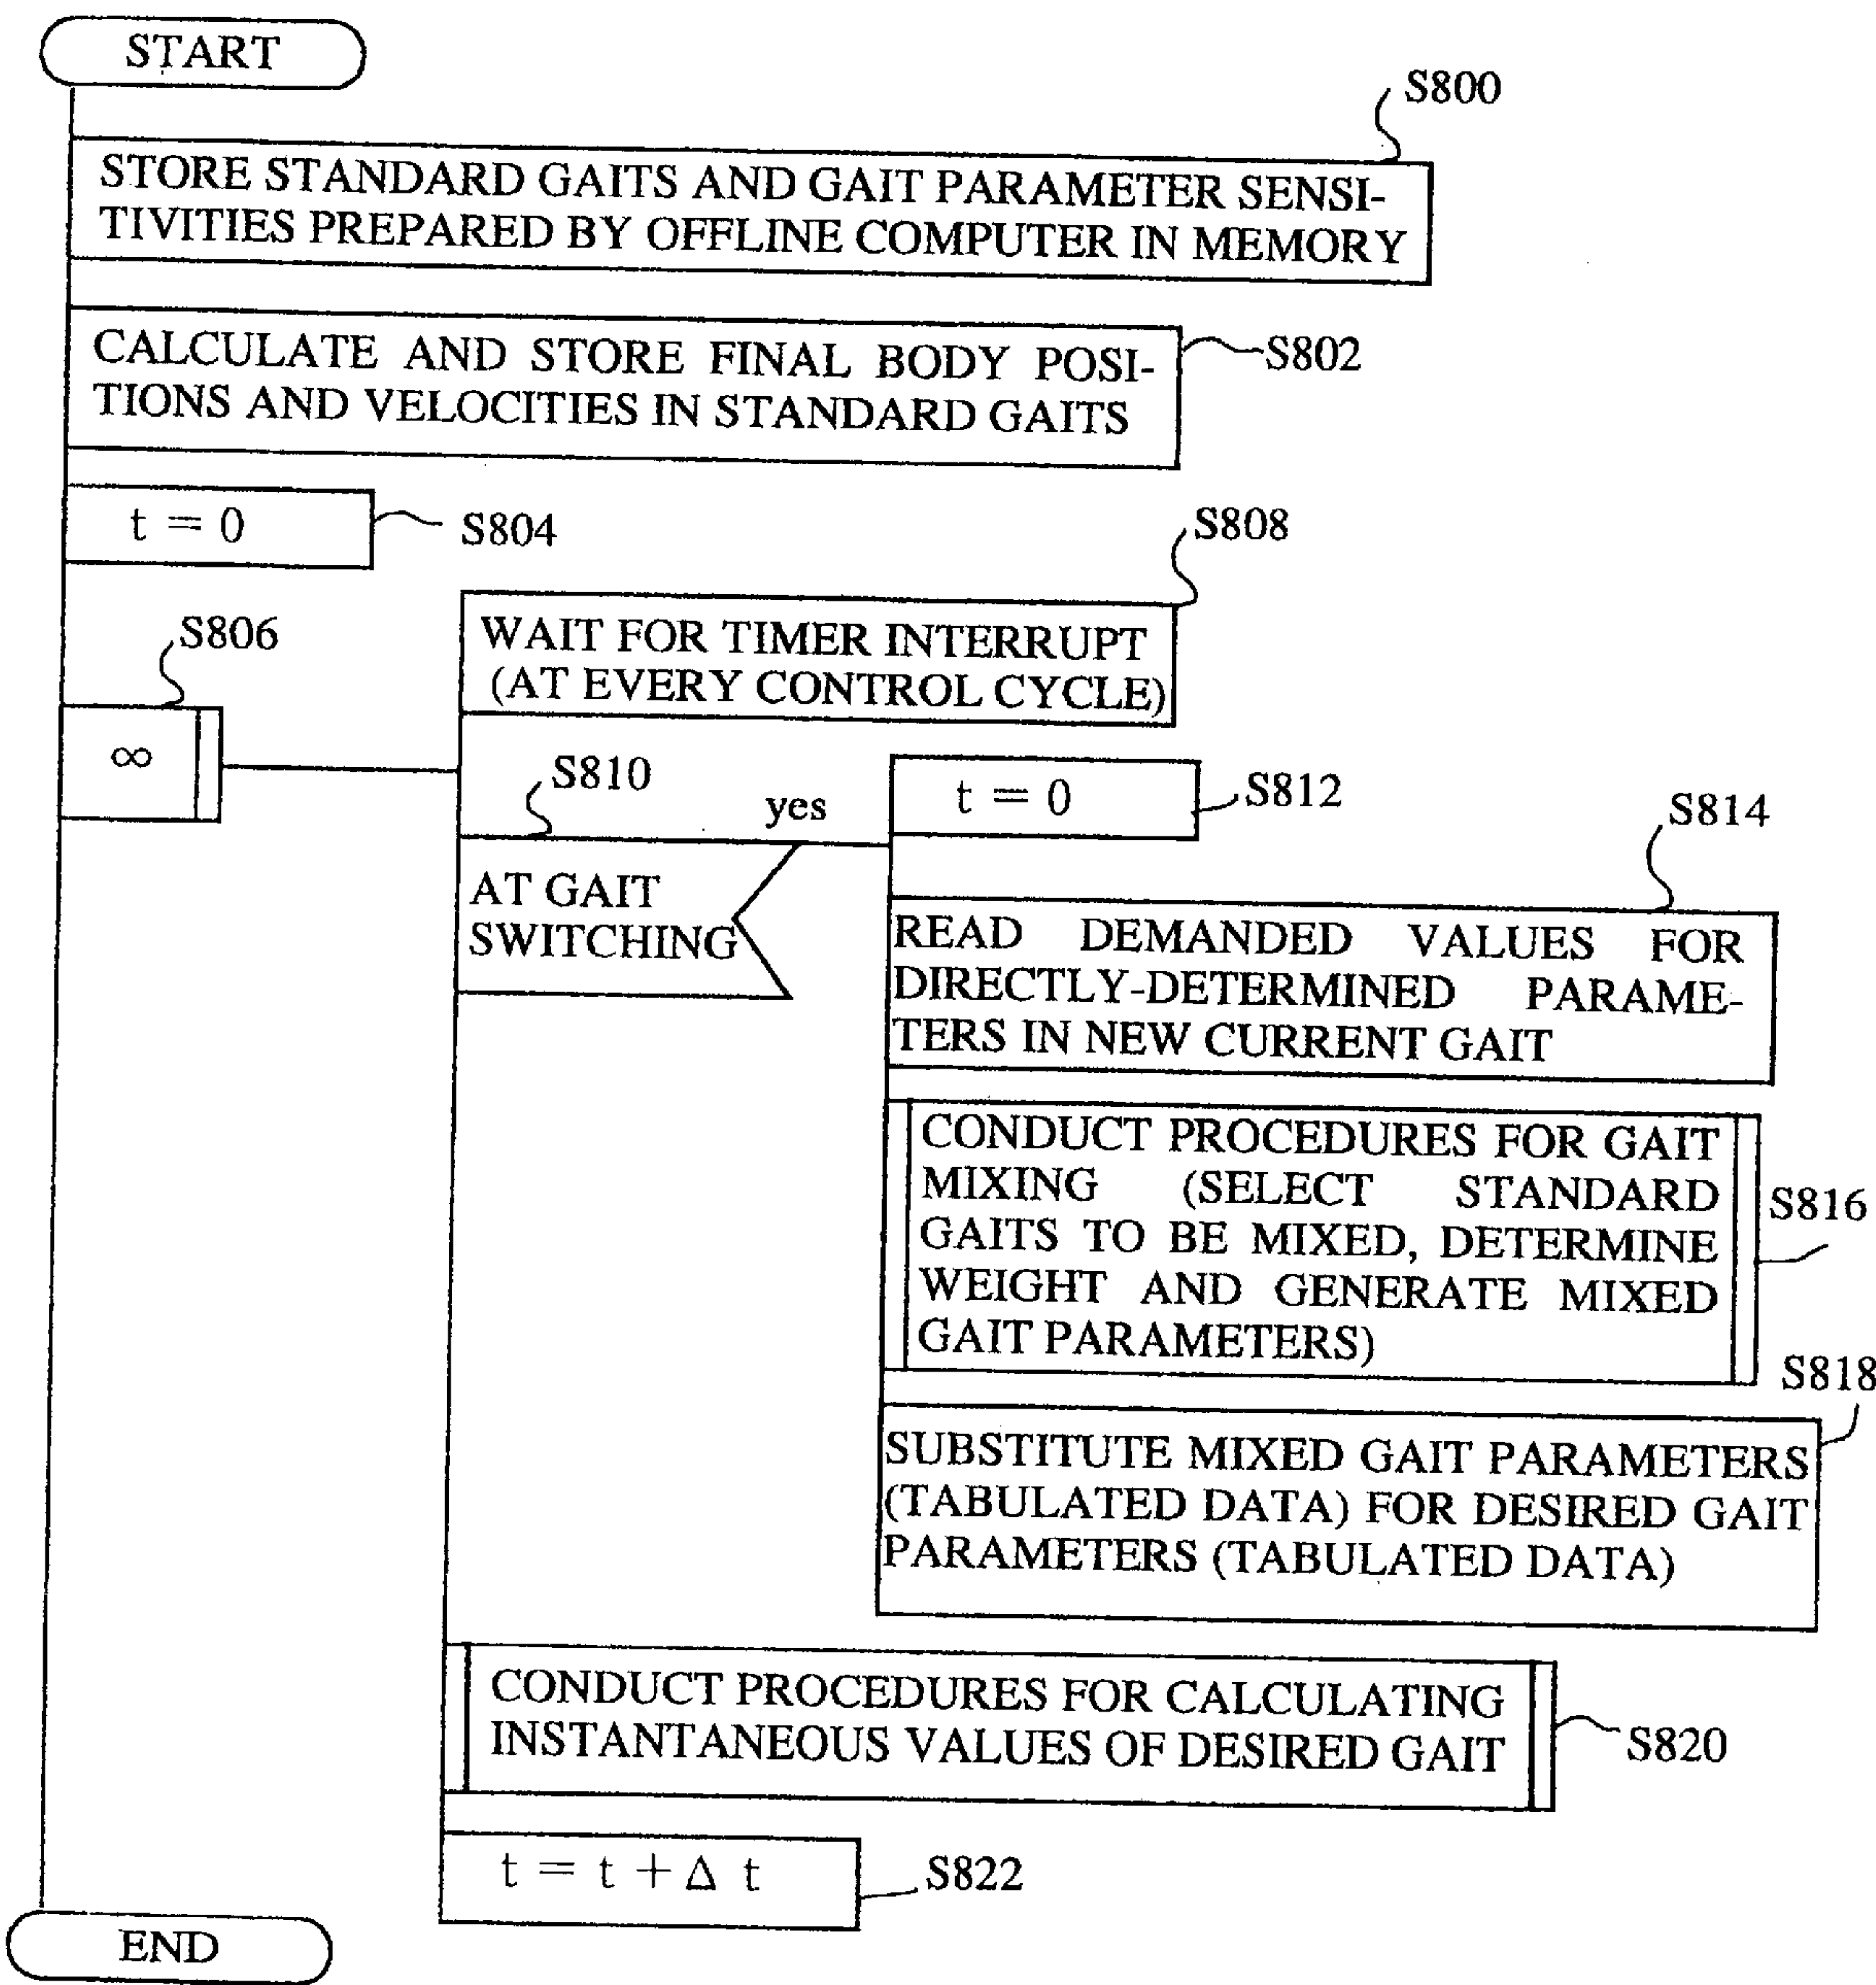 START
S800
STORE STANDARD GAITS AND GAIT PARAMETER SENSI-
TIVITIES PREPARED BY OFFLINE COMPUTER IN MEMORY
CALCULATE AND STORE FINAL BODY POSI-
TIONS AND VELOCITIES IN STANDARD GAITS
S802
t = 0
S804
S808
WAIT FOR TIMER INTERRUPT
(AT EVERY CONTROL CYCLE)
S806
∞
S810
yes
AT GAIT
SWITCHING
t = 0
S812
S814
READ DEMANDED VALUES FOR
DIRECTLY-DETERMINED PARAME-
TERS IN NEW CURRENT GAIT
CONDUCT PROCEDURES FOR GAIT
MIXING (SELECT STANDARD
GAITS TO BE MIXED, DETERMINE
WEIGHT AND GENERATE MIXED
GAIT PARAMETERS)
S816
S818
SUBSTITUTE MIXED GAIT PARAMETERS
(TABULATED DATA) FOR DESIRED GAIT
PARAMETERS (TABULATED DATA)
CONDUCT PROCEDURES FOR CALCULATING
INSTANTANEOUS VALUES OF DESIRED GAIT
S820
t = t + Δ t
S822
END